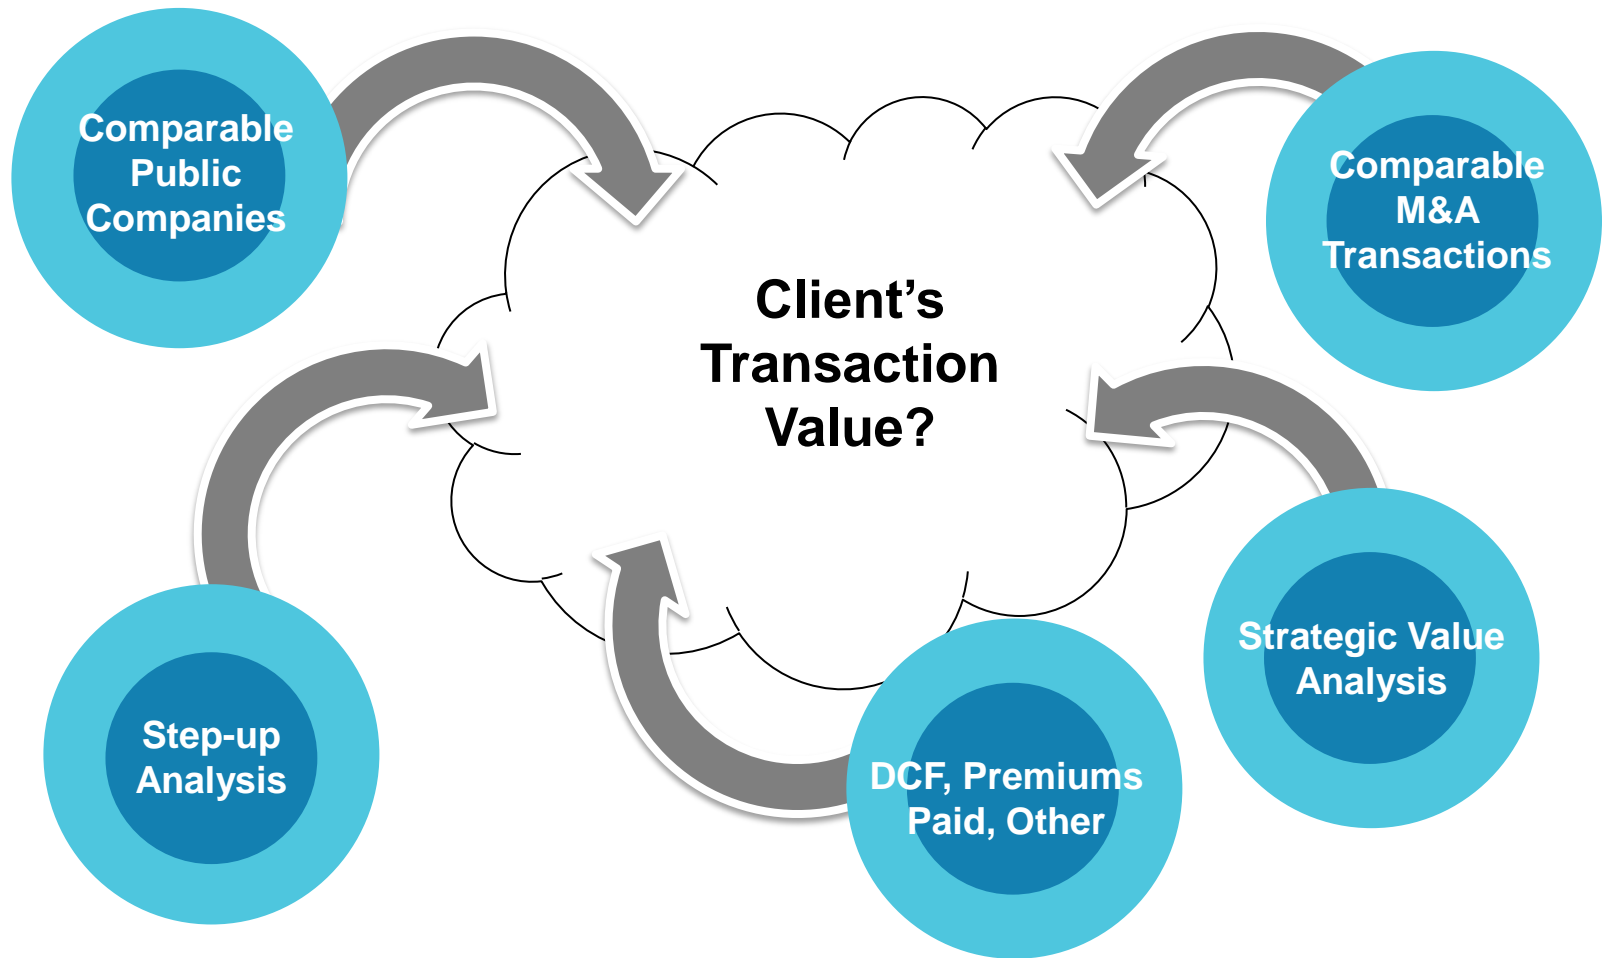 Comparable
Public
Companies
Comparable
M&A
Transactions
Client’s
Transaction
Value?
Step-up
Analysis
DCF, Premiums
Paid, Other
Strategic Value
Analysis